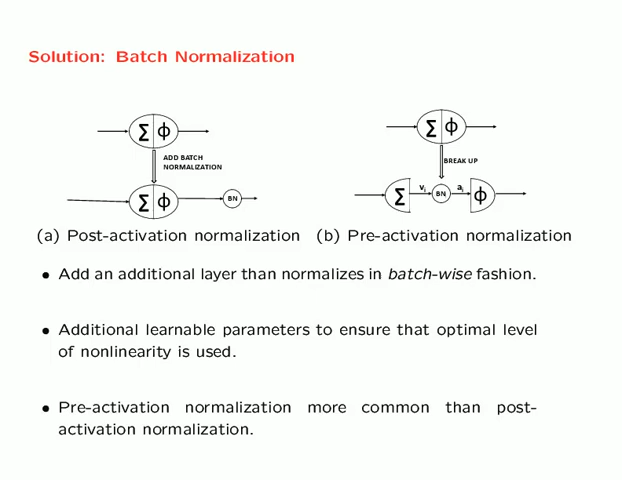 Solution: Batch Normalization
Σ Φ
ADD BATCH
NORMALIZATION
Σ Φ
BN
Σ Φ
BREAK UP
Σ
vi
BN
ai
Φ
(a) Post-activation normalization
(b) Pre-activation normalization
• Add an additional layer than normalizes in batch-wise fashion.
• Additional learnable parameters to ensure that optimal level
of nonlinearity is used.
• Pre-activation normalization more common than post-
activation normalization.